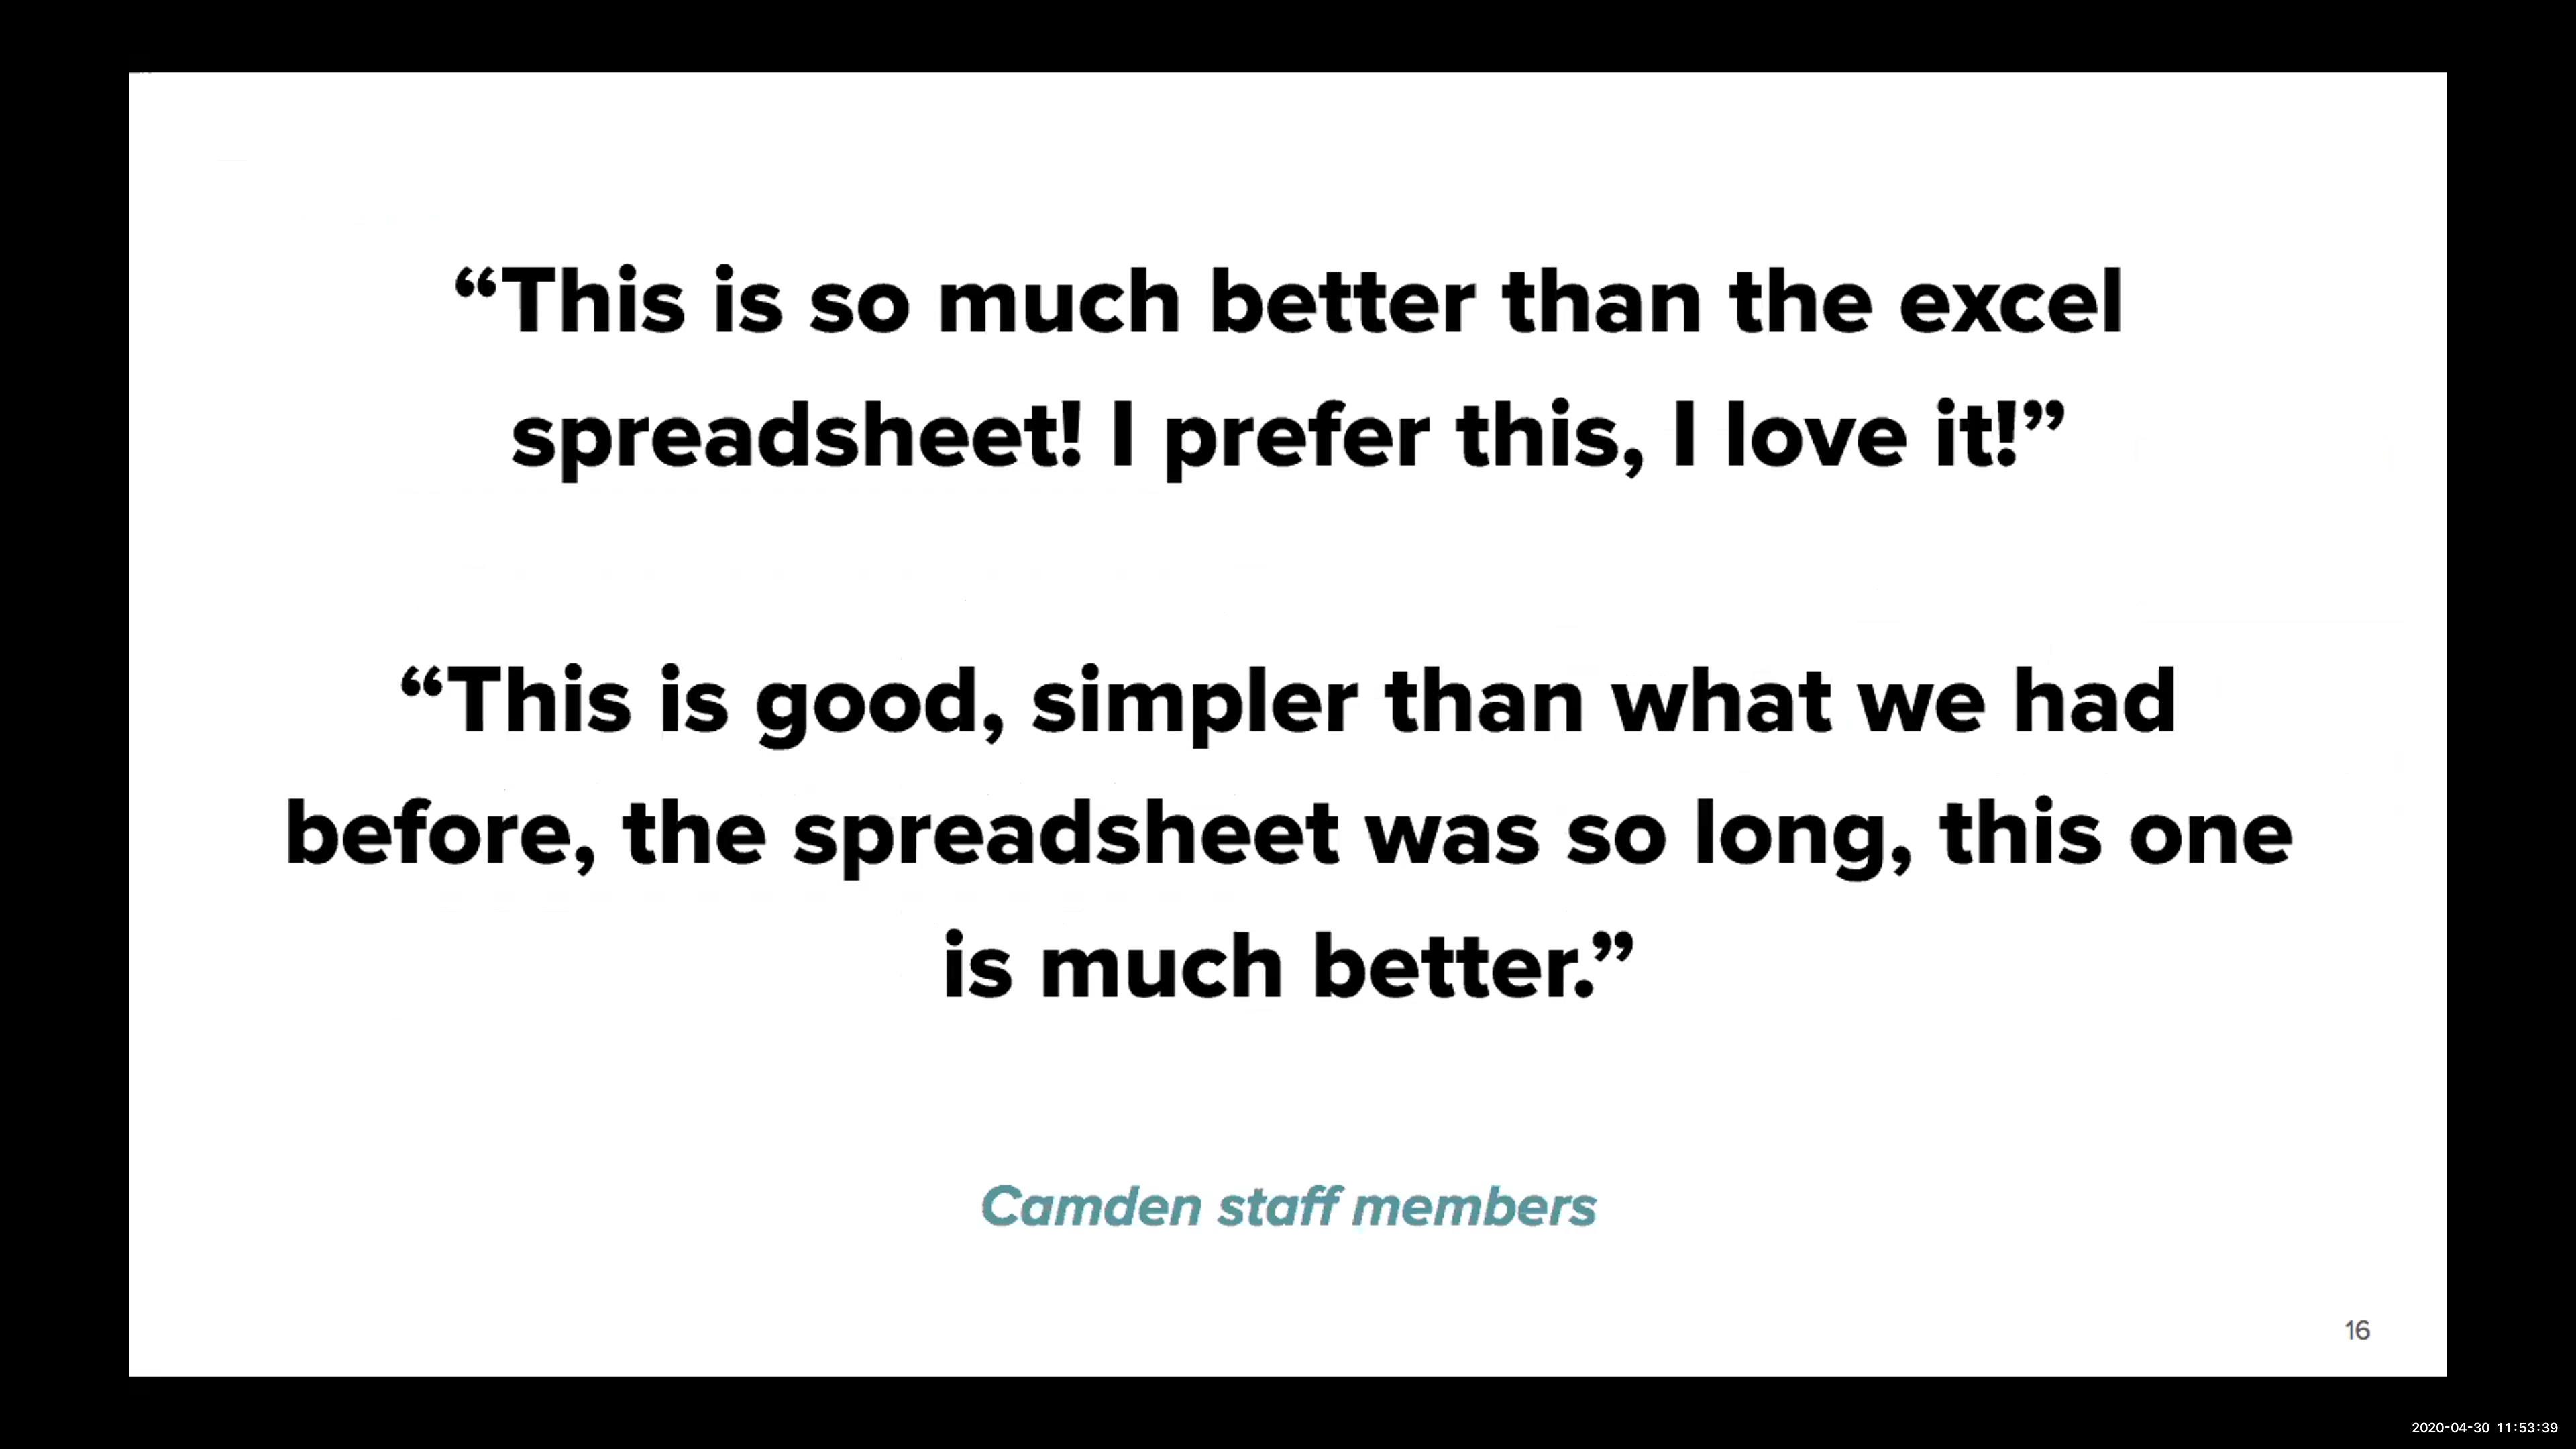 “This is so much better than the excel
spreadsheet! I prefer this, I love it!”
“This is good, simpler than what we had
before, the spreadsheet was so long, this one
is much better.”
Camden staff members
16
2020-04-30 11:53:39